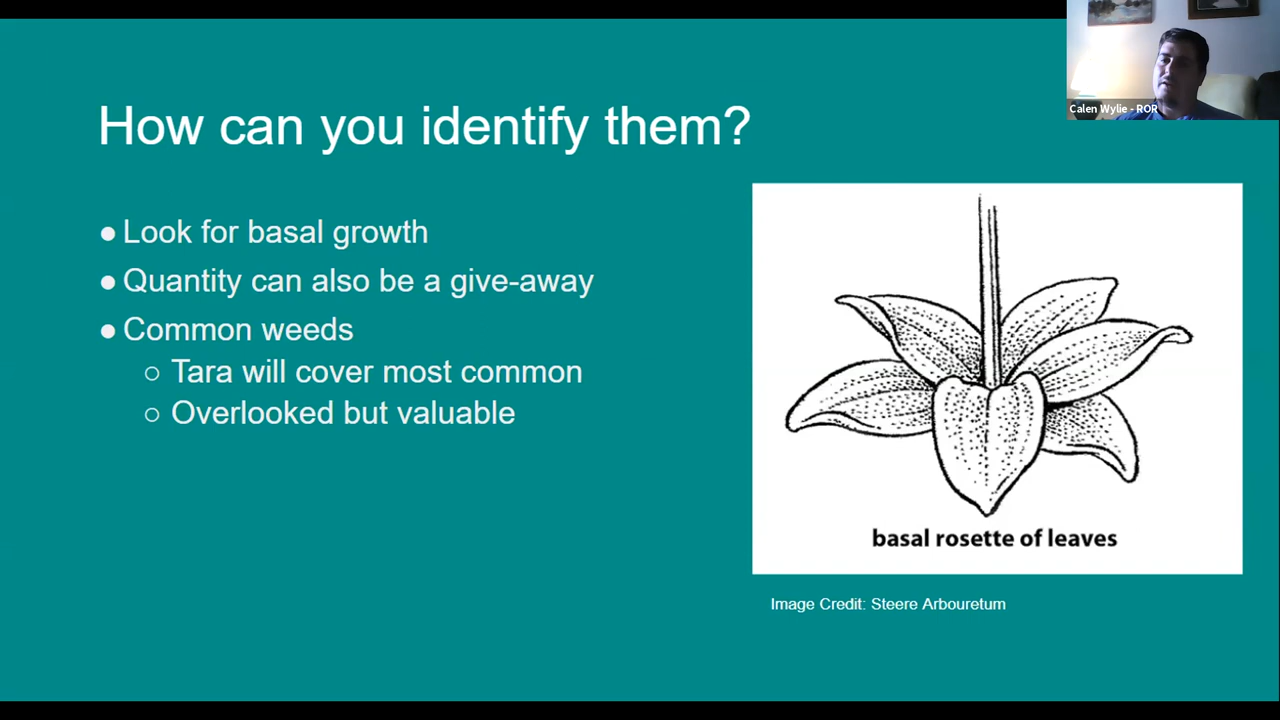 How can you identify them?
Calen Wylie - ROR
● Look for basal growth
● Quantity can also be a give-away
● Common weeds
○ Tara will cover most common
○ Overlooked but valuable
basal rosette of leaves
Image Credit: Steere Arbouretum